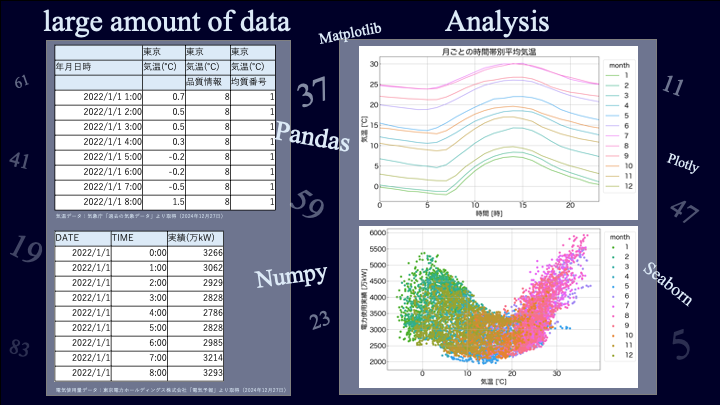 large amount of data
Analysis
Matplotlib
Pandas
Numpy
Plotly
Seaborn
61
41
19
83
37
59
23
11
47
5
東京 東京 東京
年月日時 気温(℃) 気温(℃) 気温(℃)
品質情報 均質番号
2022/1/1 1:00 0.7 8 1
2022/1/1 2:00 0.5 8 1
2022/1/1 3:00 0.5 8 1
2022/1/1 4:00 0.3 8 1
2022/1/1 5:00 -0.2 8 1
2022/1/1 6:00 -0.2 8 1
2022/1/1 7:00 -0.5 8 1
2022/1/1 8:00 1.5 8 1
気温データ：気象庁「過去の気象データ」より取得（2024年12月27日）
DATE TIME 実績(万kW)
2022/1/1 0:00 3266
2022/1/1 1:00 3062
2022/1/1 2:00 2929
2022/1/1 3:00 2828
2022/1/1 4:00 2786
2022/1/1 5:00 2828
2022/1/1 6:00 2985
2022/1/1 7:00 3214
2022/1/1 8:00 3293
電気使用量データ：東京電力ホールディングス株式会社「電気予報」より取得（2024年12月27日）
月ごとの時間帯別平均気温
気温 [℃]
30
25
20
15
10
5
0
0 5 10 15 20
時間 [時]
month
1
2
3
4
5
6
7
8
9
10
11
12
電力使用実績 [万kW]
6000
5500
5000
4500
4000
3500
3000
2500
2000
0 10 20 30
気温 [℃]
month
1
2
3
4
5
6
7
8
9
10
11
12